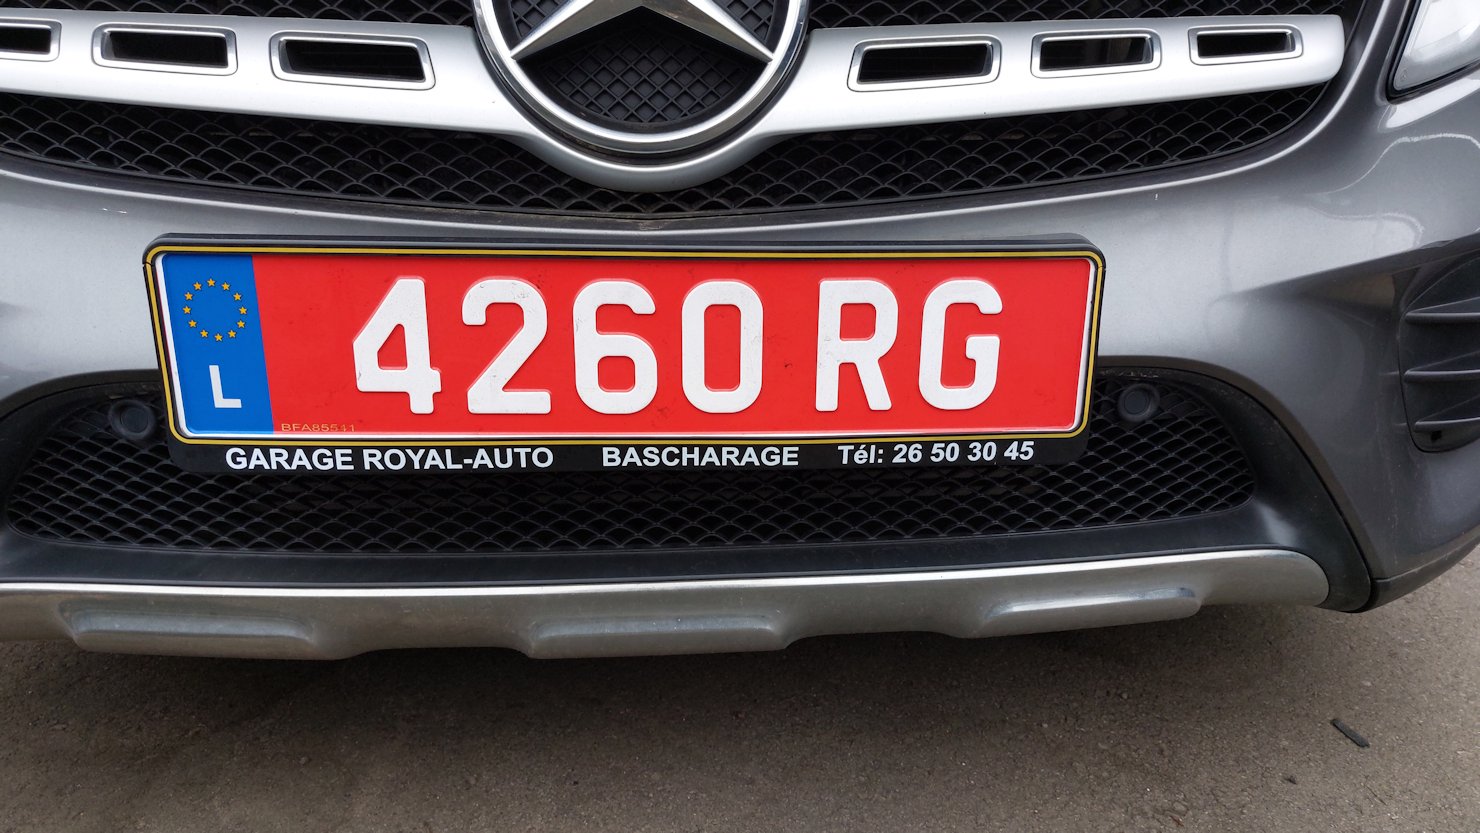 L
4260 RG
BFA85541
GARAGE ROYAL-AUTO BASCHARAGE Tél: 26 50 30 45